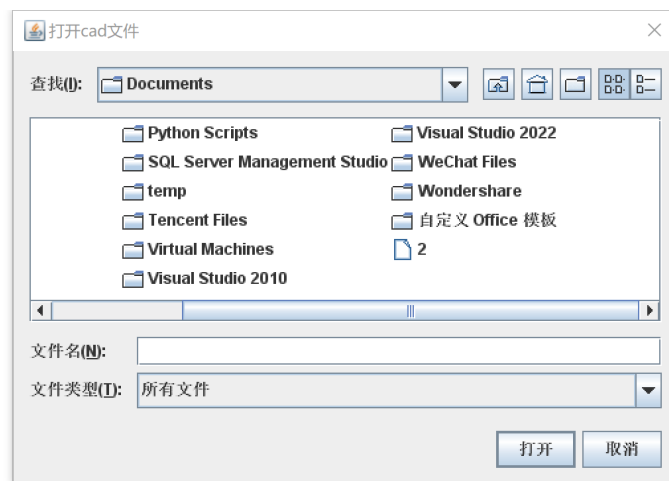 打开cad文件
查找(I): Documents
Python Scripts
SQL Server Management Studio
temp
Tencent Files
Virtual Machines
Visual Studio 2010
Visual Studio 2022
WeChat Files
Wondershare
自定义 Office 模板
2
文件名(N):
文件类型(T): 所有文件
打开 取消